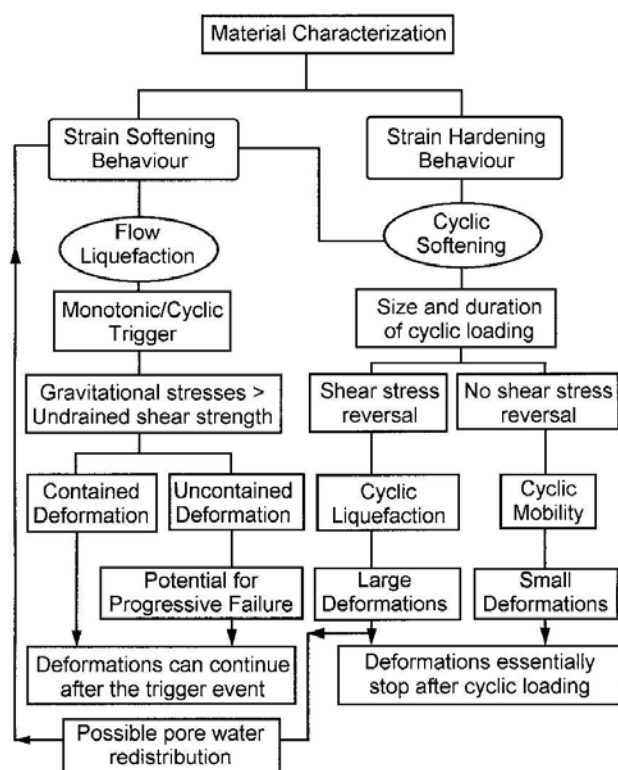 Material Characterization
Strain Softening
Behaviour
Strain Hardening
Behaviour
Flow
Liquefaction
Cyclic
Softening
Monotonic/Cyclic
Trigger
Size and duration
of cyclic loading
Gravitational stresses >
Undrained shear strength
Shear stress
reversal
No shear stress
reversal
Contained
Deformation
Uncontained
Deformation
Cyclic
Liquefaction
Cyclic
Mobility
Potential for
Progressive Failure
Large
Deformations
Small
Deformations
Deformations can continue
after the trigger event
Deformations essentially
stop after cyclic loading
Possible pore water
redistribution